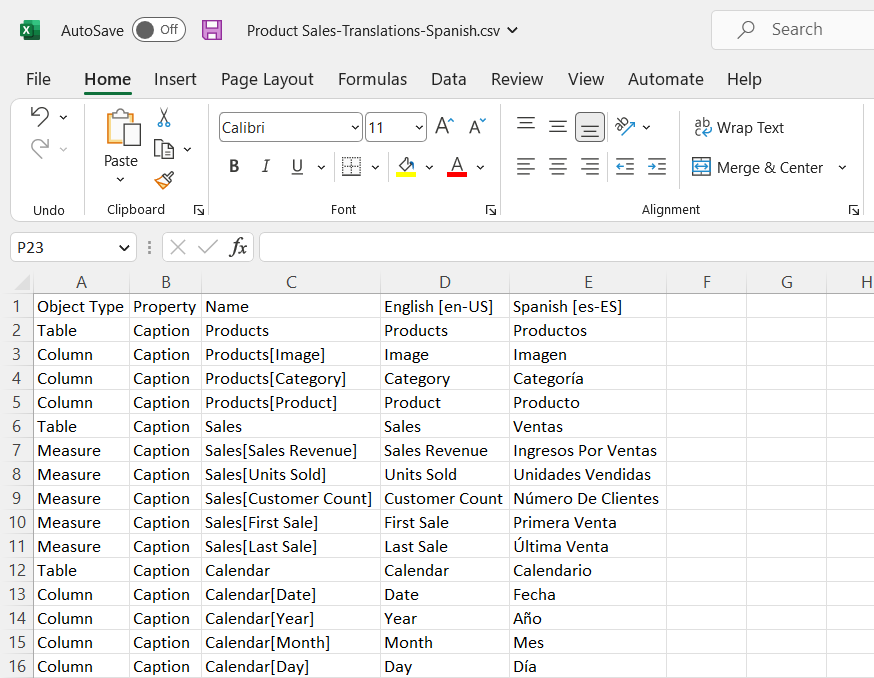 AutoSave Off Product Sales-Translations-Spanish.csv Search
File Home Insert Page Layout Formulas Data Review View Automate Help
Paste
Calibri 11
B I U A
Wrap Text
Merge & Center
Undo Clipboard Font Alignment
P23 fx
A B C D E F G H
1 Object Type Property Name English [en-US] Spanish [es-ES]
2 Table Caption Products Products Productos
3 Column Caption Products[Image] Image Imagen
4 Column Caption Products[Category] Category Categoría
5 Column Caption Products[Product] Product Producto
6 Table Caption Sales Sales Ventas
7 Measure Caption Sales[Sales Revenue] Sales Revenue Ingresos Por Ventas
8 Measure Caption Sales[Units Sold] Units Sold Unidades Vendidas
9 Measure Caption Sales[Customer Count] Customer Count Número De Clientes
10 Measure Caption Sales[First Sale] First Sale Primera Venta
11 Measure Caption Sales[Last Sale] Last Sale Última Venta
12 Table Caption Calendar Calendar Calendario
13 Column Caption Calendar[Date] Date Fecha
14 Column Caption Calendar[Year] Year Año
15 Column Caption Calendar[Month] Month Mes
16 Column Caption Calendar[Day] Day Día